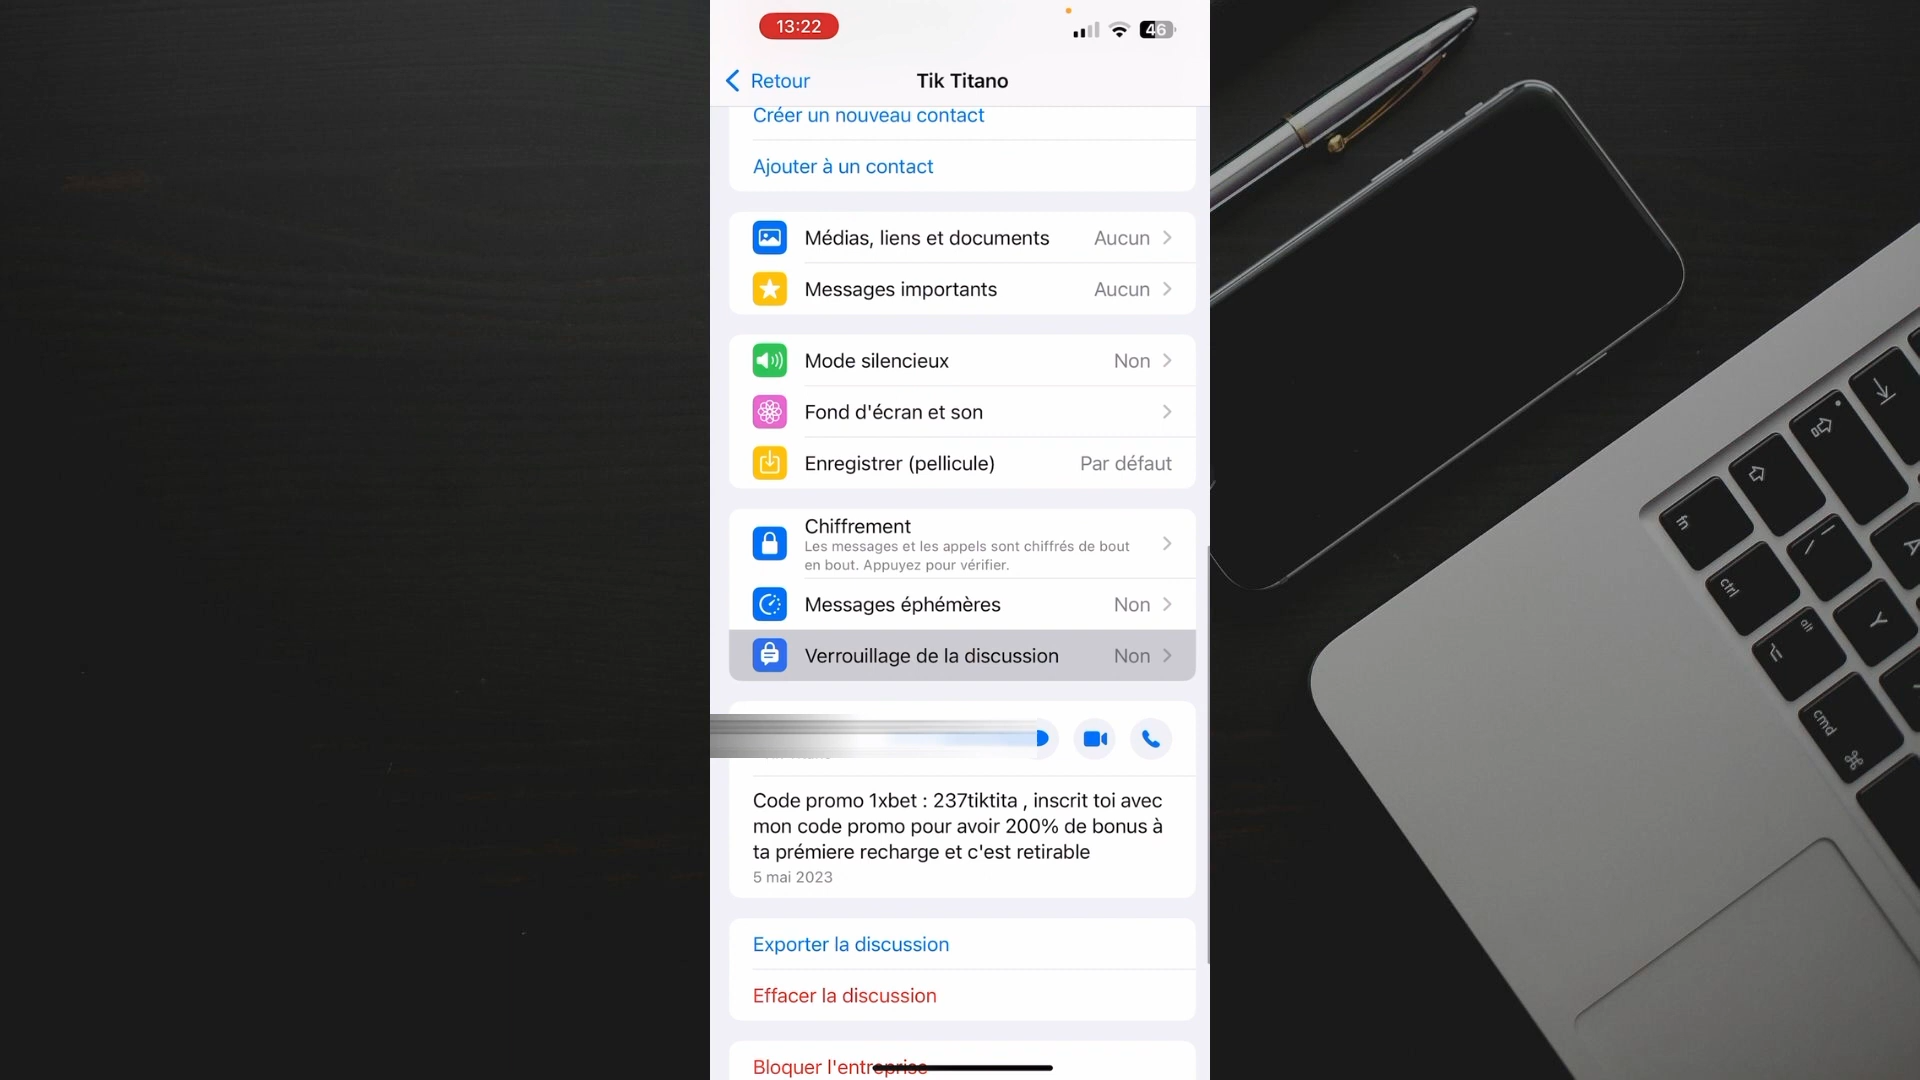 13:22
46
Retour
Tik Titano
Créer un nouveau contact
Ajouter à un contact
Médias, liens et documents Aucun
Messages importants Aucun
Mode silencieux Non
Fond d'écran et son
Enregistrer (pellicule) Par défaut
Chiffrement
Les messages et les appels sont chiffrés de bout
en bout. Appuyez pour vérifier.
Messages éphémères Non
Verrouillage de la discussion Non
Code promo 1xbet : 237tiktita , inscrit toi avec
mon code promo pour avoir 200% de bonus à
ta prémiere recharge et c'est retirable
5 mai 2023
Exporter la discussion
Effacer la discussion
Bloquer l'entreprise
fn
ctrl
alt
cmd
Y
A